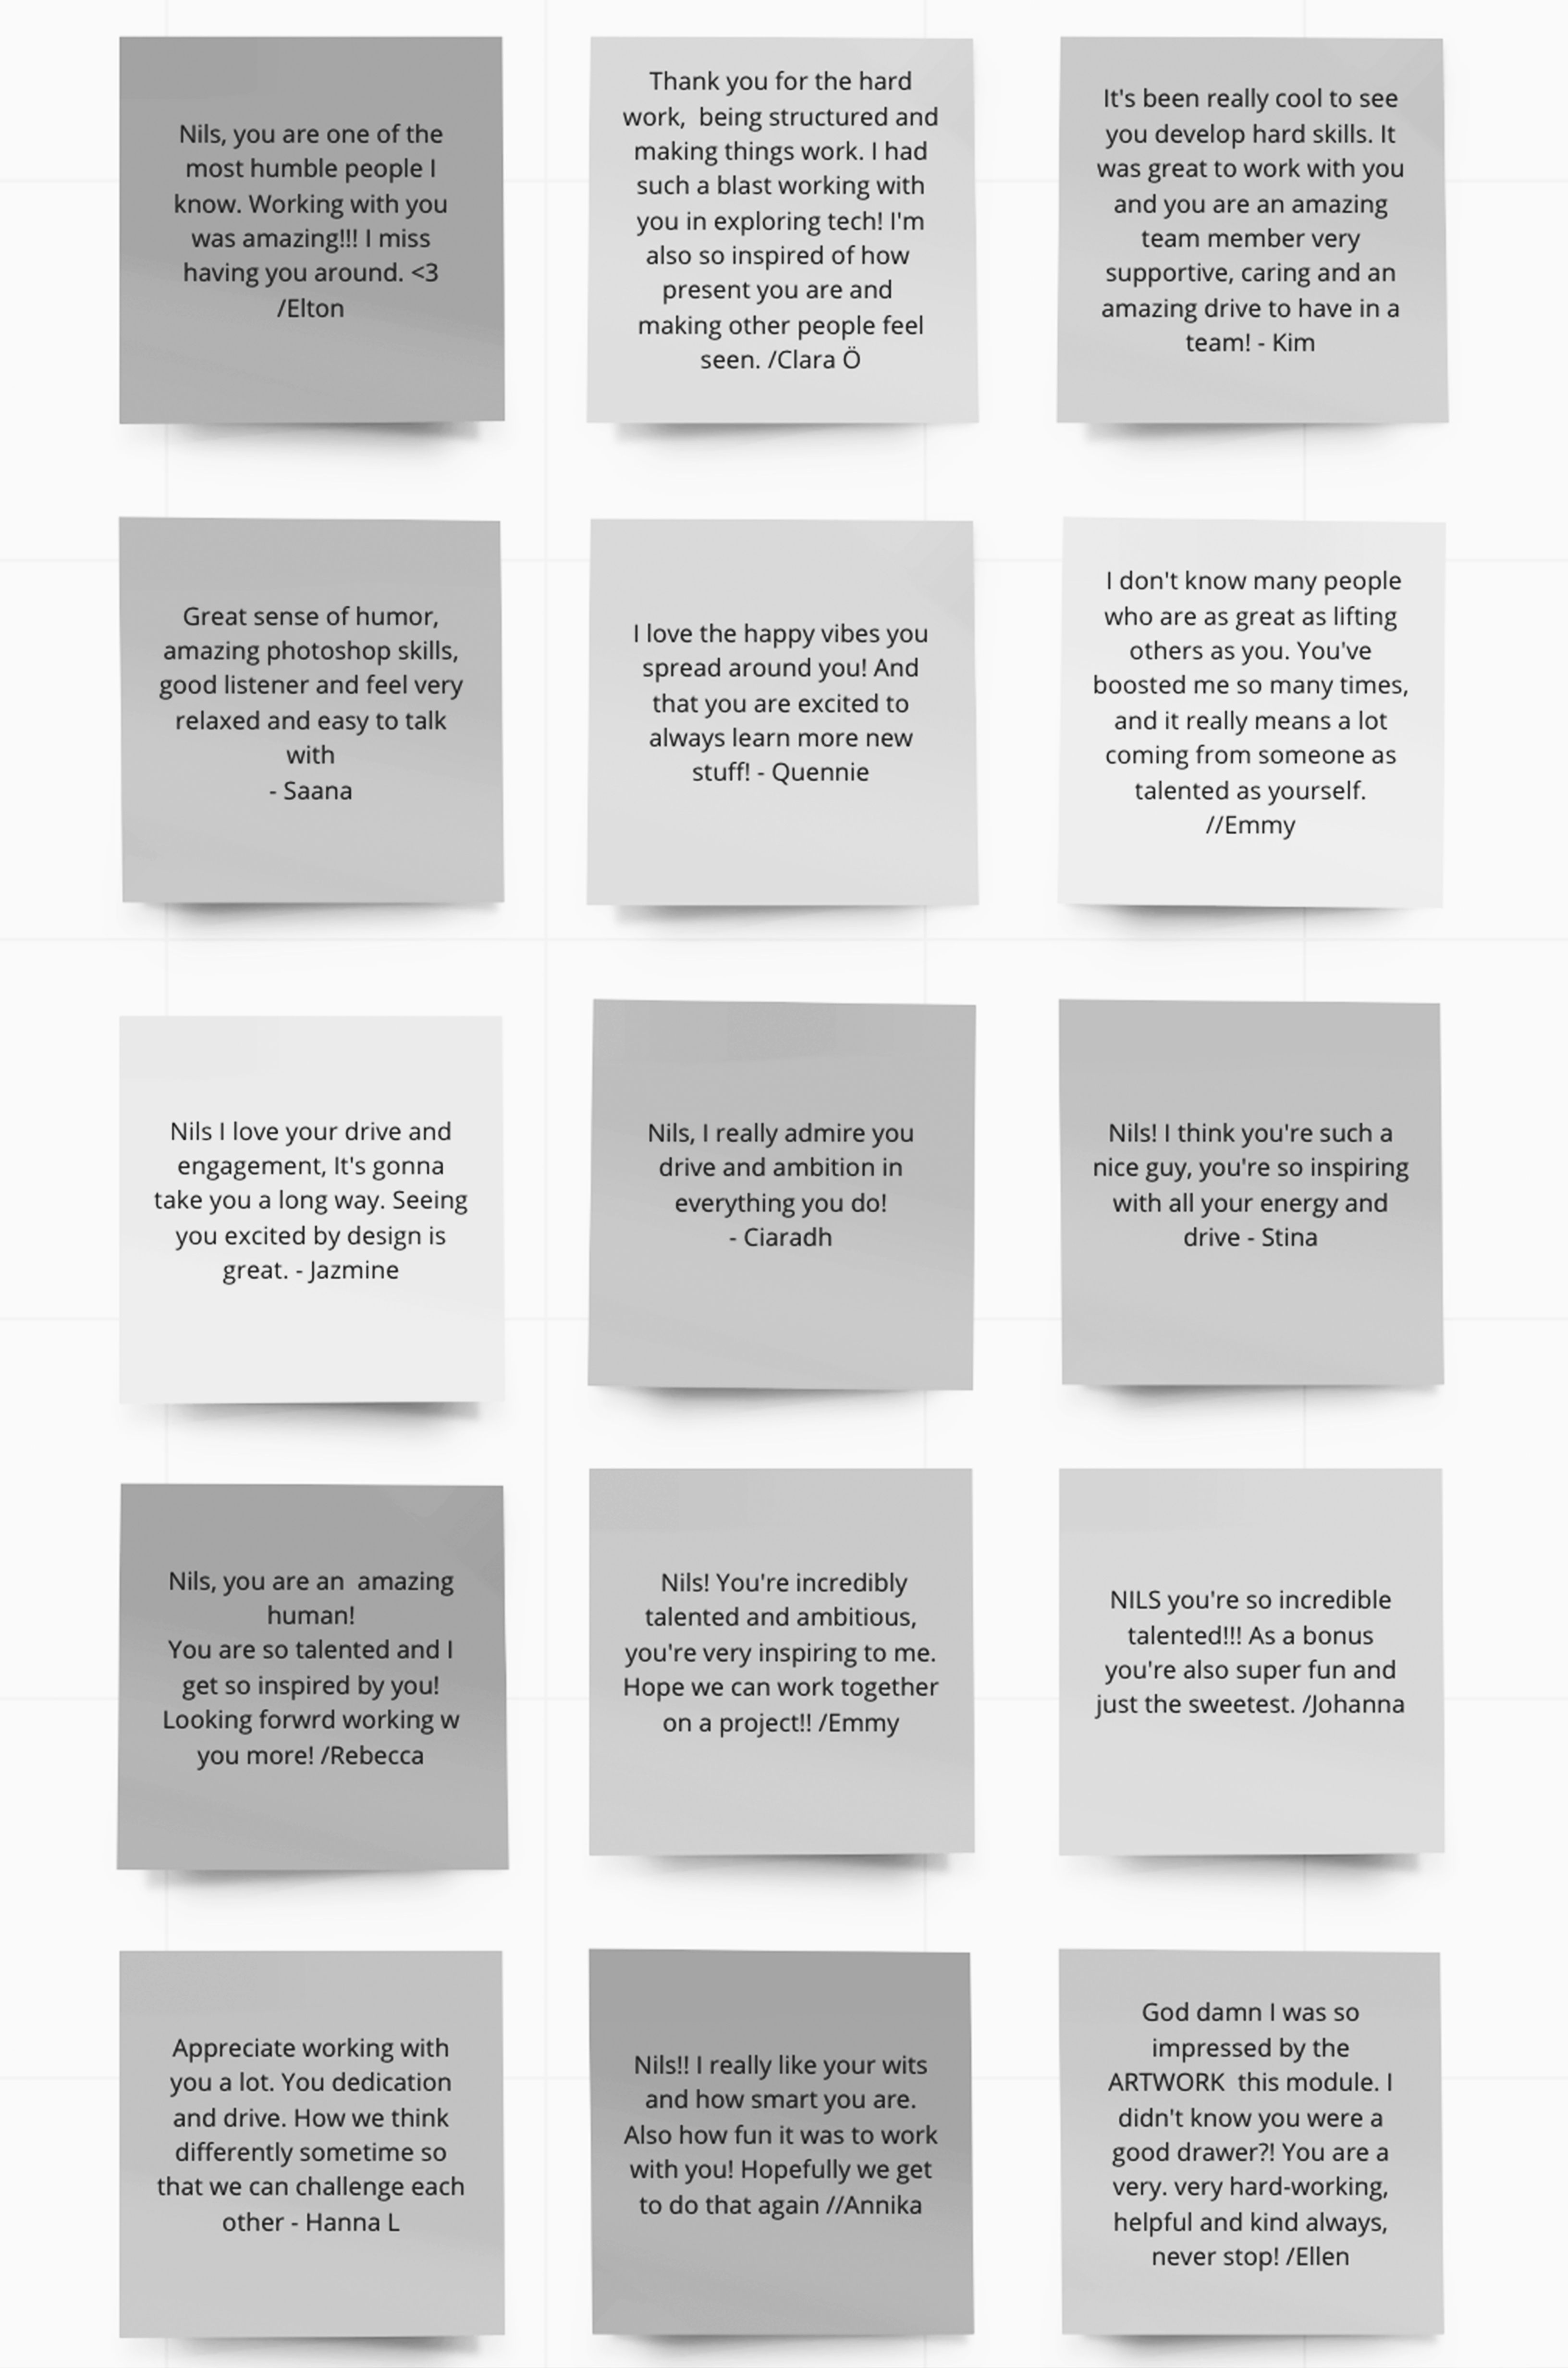 Nils, you are one of the
most humble people I
know. Working with you
was amazing!!! I miss
having you around. <3
/Elton
Thank you for the hard
work,  being structured and
making things work. I had
such a blast working with
you in exploring tech! I'm
also so inspired of how
present you are and
making other people feel
seen. /Clara Ö
It's been really cool to see
you develop hard skills. It
was great to work with you
and you are an amazing
team member very
supportive, caring and an
amazing drive to have in a
team! - Kim
Great sense of humor,
amazing photoshop skills,
good listener and feel very
relaxed and easy to talk
with
- Saana
I love the happy vibes you
spread around you! And
that you are excited to
always learn more new
stuff! - Quennie
I don't know many people
who are as great as lifting
others as you. You've
boosted me so many times,
and it really means a lot
coming from someone as
talented as yourself.
//Emmy
Nils I love your drive and
engagement, It's gonna
take you a long way. Seeing
you excited by design is
great. - Jazmine
Nils, I really admire you
drive and ambition in
everything you do!
- Ciaradh
Nils! I think you're such a
nice guy, you're so inspiring
with all your energy and
drive - Stina
Nils, you are an  amazing
human!
You are so talented and I
get so inspired by you!
Looking forwrd working w
you more! /Rebecca
Nils! You're incredibly
talented and ambitious,
you're very inspiring to me.
Hope we can work together
on a project!! /Emmy
NILS you're so incredible
talented!!! As a bonus
you're also super fun and
just the sweetest. /Johanna
Appreciate working with
you a lot. You dedication
and drive. How we think
differently sometime so
that we can challenge each
other - Hanna L
Nils!! I really like your wits
and how smart you are.
Also how fun it was to work
with you! Hopefully we get
to do that again //Annika
God damn I was so
impressed by the
ARTWORK  this module. I
didn't know you were a
good drawer?! You are a
very. very hard-working,
helpful and kind always,
never stop! /Ellen